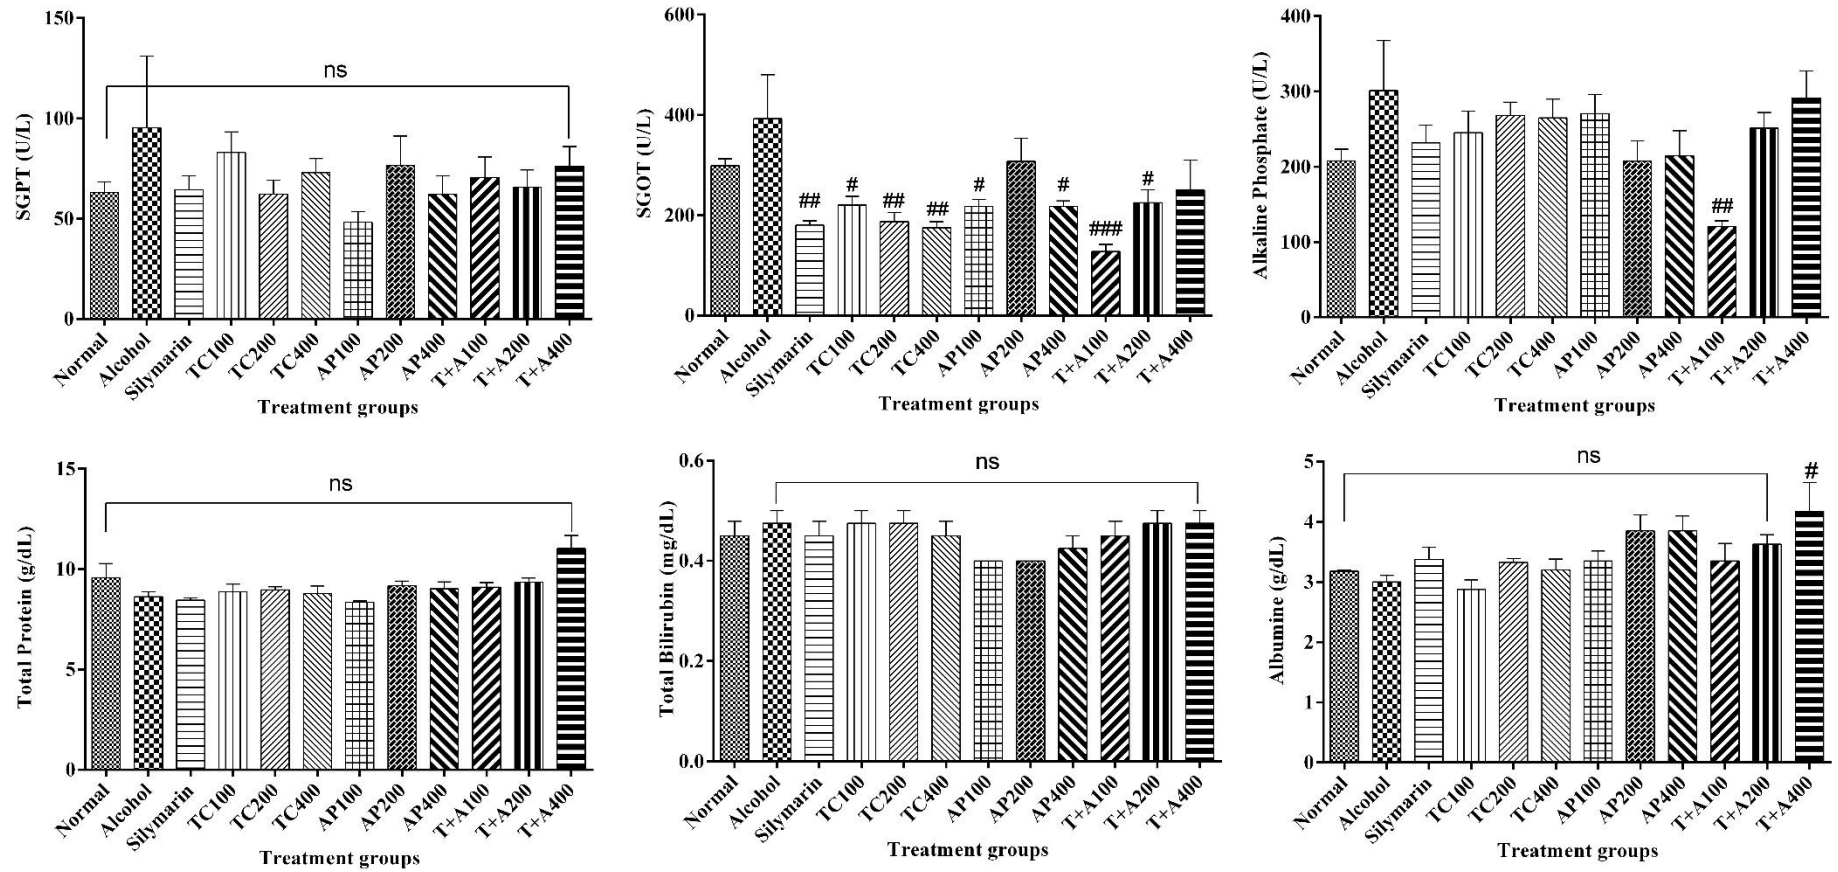 150
100
50
0
SGPT (U/L)
ns
Normal
Alcohol
Silymarin
TC100
TC200
TC400
AP100
AP200
AP400
T+A100
T+A200
T+A400
Treatment groups
600
400
200
0
SGOT (U/L)
##
#
##
##
#
#
###
#
Normal
Alcohol
Silymarin
TC100
TC200
TC400
AP100
AP200
AP400
T+A100
T+A200
T+A400
Treatment groups
400
300
200
100
0
Alkaline Phosphate (U/L)
##
Normal
Alcohol
Silymarin
TC100
TC200
TC400
AP100
AP200
AP400
T+A100
T+A200
T+A400
Treatment groups
15
10
5
0
Total Protein (g/dL)
ns
Normal
Alcohol
Silymarin
TC100
TC200
TC400
AP100
AP200
AP400
T+A100
T+A200
T+A400
Treatment groups
0.6
0.4
0.2
0.0
Total Bilirubin (mg/dL)
ns
Normal
Alcohol
Silymarin
TC100
TC200
TC400
AP100
AP200
AP400
T+A100
T+A200
T+A400
Treatment groups
5
4
3
2
1
0
Albumine (g/dL)
ns
#
Normal
Alcohol
Silymarin
TC100
TC200
TC400
AP100
AP200
AP400
T+A100
T+A200
T+A400
Treatment groups